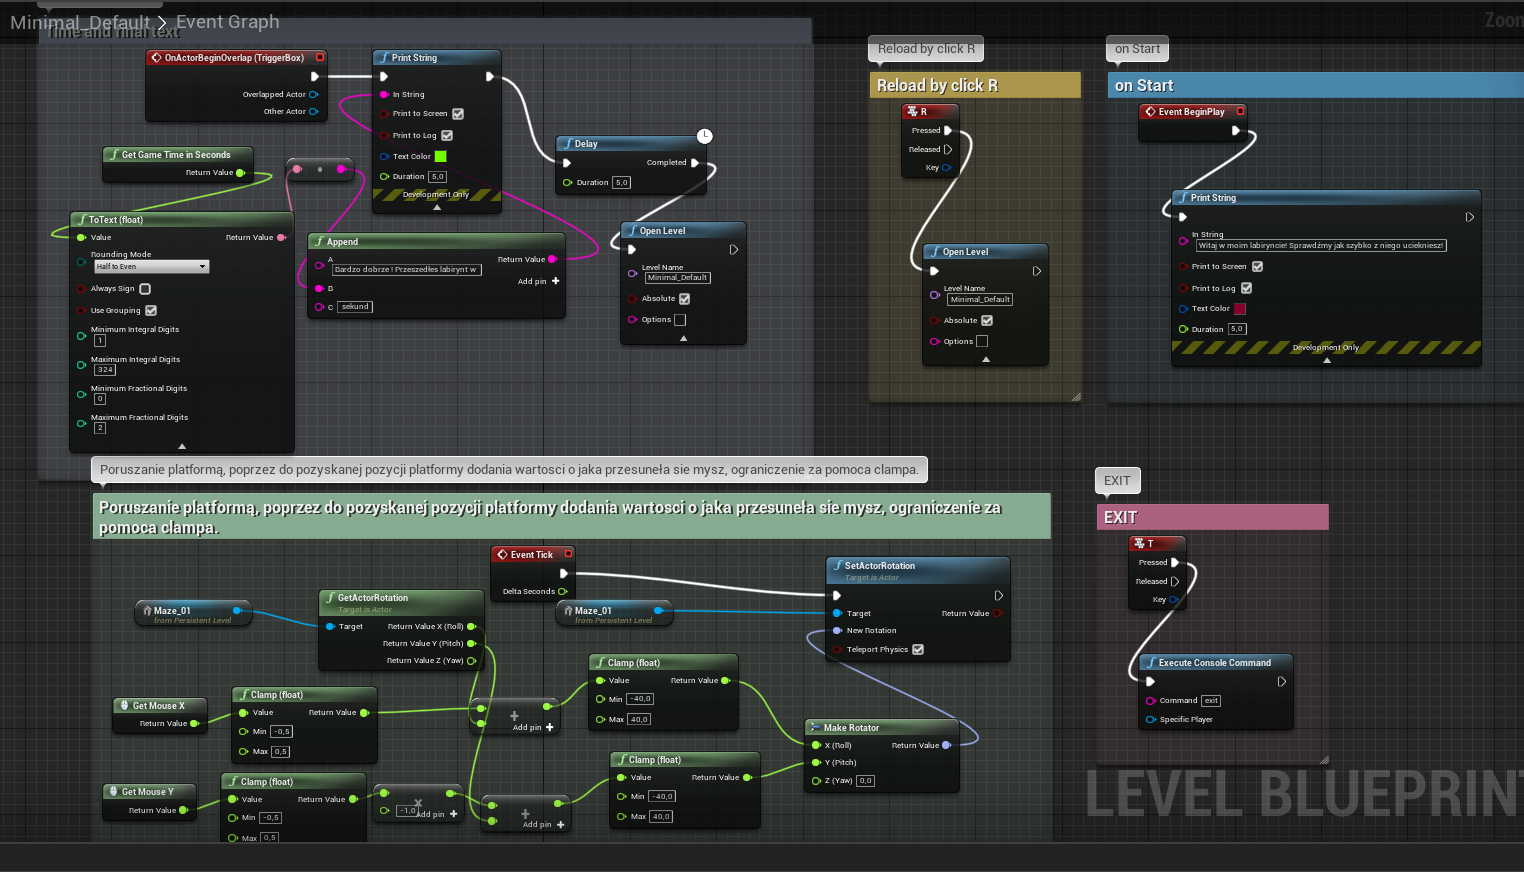 Minimal_Default > Event Graph
Zoom
Time and final text
OnActorBeginOverlap (TriggerBox)
Overlapped Actor
Other Actor
Print String
In String
Print to Screen
Print to Log
Text Color
Duration 5,0
Development Only
Get Game Time in Seconds
Return Value
Delay
Completed
Duration 5,0
ToText (float)
Value
Return Value
Rounding Mode
Half to Even
Always Sign
Use Grouping
Minimum Integral Digits
1
Maximum Integral Digits
324
Minimum Fractional Digits
0
Maximum Fractional Digits
2
Append
A
Return Value
Bardzo dobrze ! Przeszedłes labirynt w
Add pin +
B
C sekund
Open Level
Level Name
Minimal_Default
Absolute
Options
Reload by click R
Reload by click R
R
Pressed
Released
Key
Open Level
Level Name
Minimal_Default
Absolute
Options
on Start
on Start
Event BeginPlay
Print String
In String
Witaj w moim labiryncie! Sprawdźmy jak szybko z niego uciekniesz!
Print to Screen
Print to Log
Text Color
Duration 5,0
Development Only
Poruszanie platformą, poprzez do pozyskanej pozycji platformy dodania wartosci o jaka przesuneła sie mysz, ograniczenie za pomoca clampa.
Poruszanie platformą, poprzez do pozyskanej pozycji platformy dodania wartosci o jaka przesuneła sie mysz, ograniczenie za
pomoca clampa.
Event Tick
Delta Seconds
Maze_01
from Persistent Level
GetActorRotation
Target is Actor
Target
Return Value X (Roll)
Return Value Y (Pitch)
Return Value Z (Yaw)
Maze_01
from Persistent Level
SetActorRotation
Target is Actor
Target
Return Value
New Rotation
Teleport Physics
Get Mouse X
Return Value
Clamp (float)
Value
Return Value
Min -0,5
Max 0,5
+
Add pin +
Clamp (float)
Value
Return Value
Min -40,0
Max 40,0
Make Rotator
X (Roll)
Return Value
Y (Pitch)
Z (Yaw) 0,0
Get Mouse Y
Return Value
Clamp (float)
Value
Return Value
Min -0,5
Max 0,5
x
-1,0
Add pin +
+
Add pin +
Clamp (float)
Value
Return Value
Min -40,0
Max 40,0
EXIT
EXIT
T
Pressed
Released
Key
Execute Console Command
Command exit
Specific Player
LEVEL BLUEPRINT